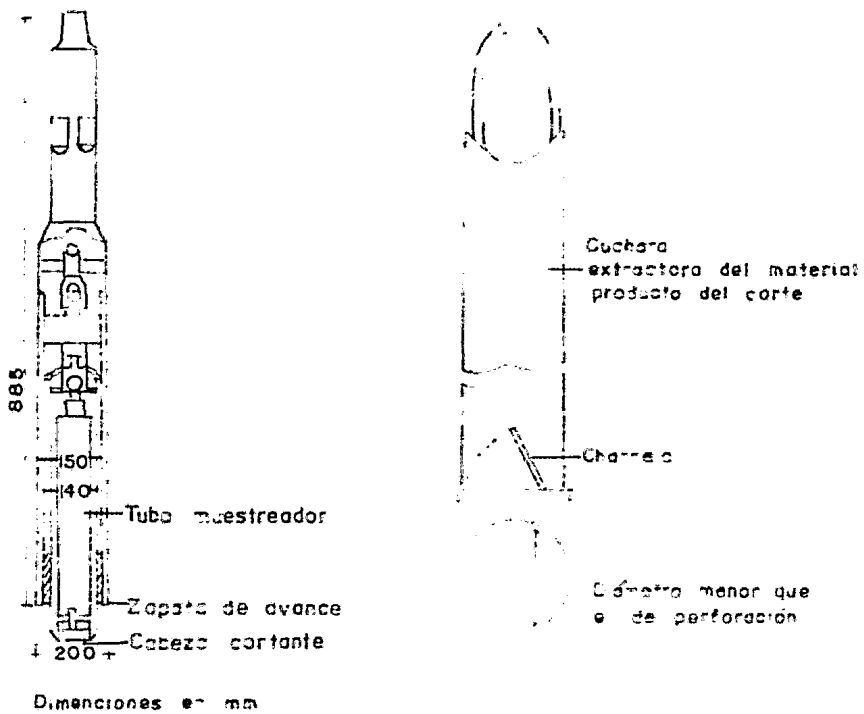 885
150
140
Tubo muestreador
Zapata de avance
Cabeza cortante
200
Dimenciones en mm
Cuchara
extractora del material
producto del corte
Charnela
Diámetro menor que
el de perforación